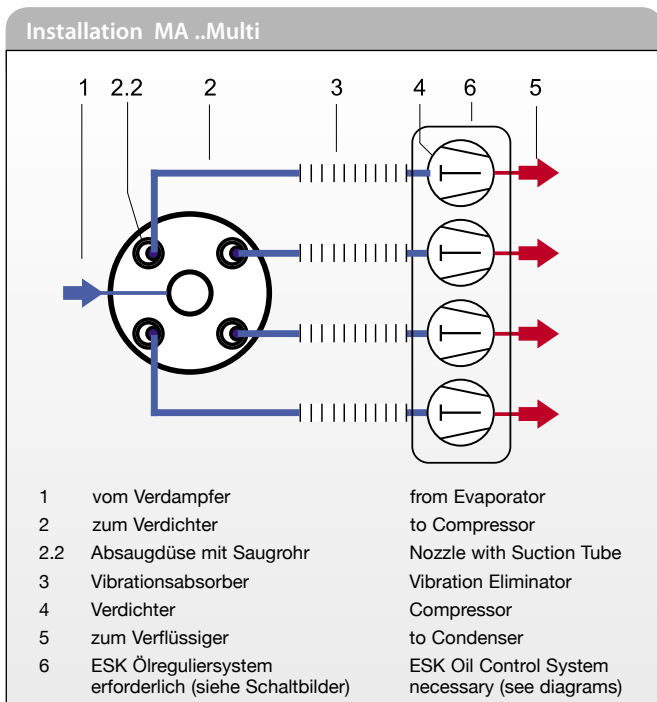 Installation MA ..Multi
1 2.2 2 3 4 6 5
1 vom Verdampfer from Evaporator
2 zum Verdichter to Compressor
2.2 Absaugdüse mit Saugrohr Nozzle with Suction Tube
3 Vibrationsabsorber Vibration Eliminator
4 Verdichter Compressor
5 zum Verflüssiger to Condenser
6 ESK Ölreguliersystem ESK Oil Control System
erforderlich (siehe Schaltbilder) necessary (see diagrams)